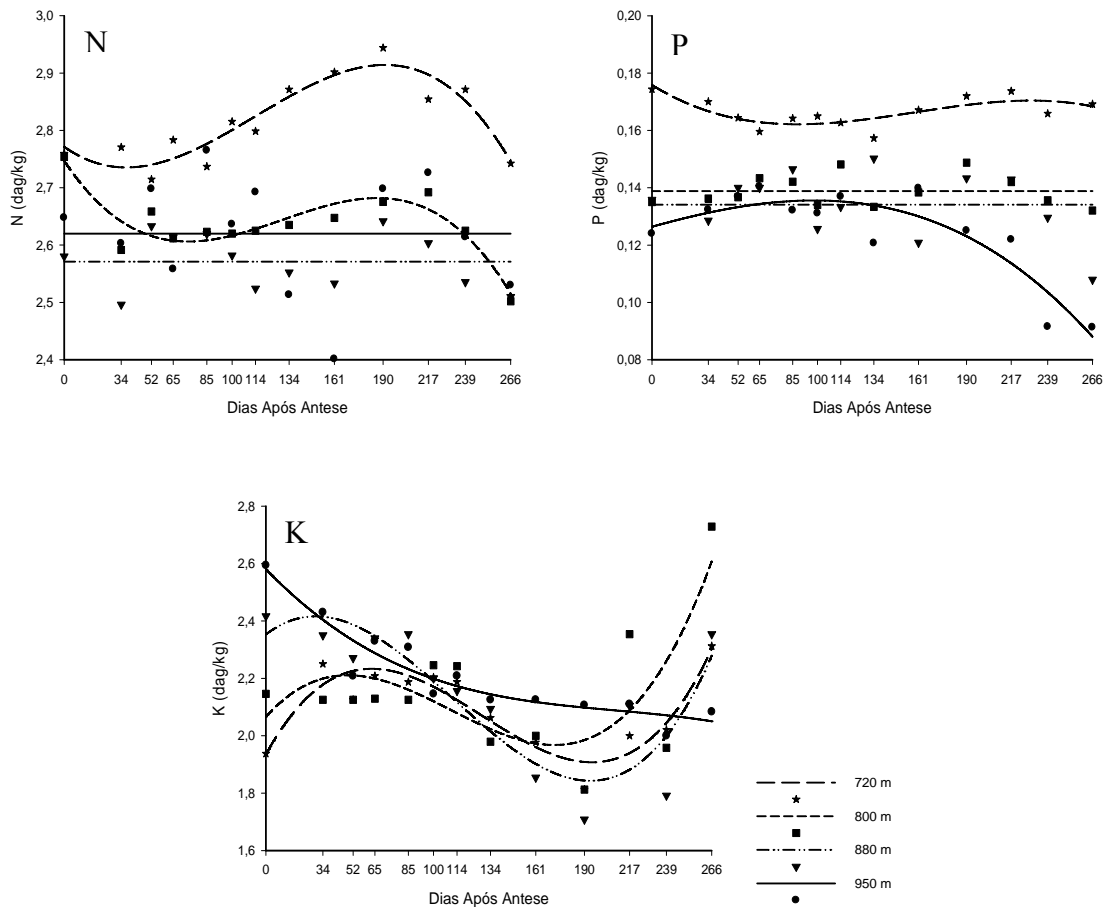 N
3,0
2,9
2,8
2,7
2,6
2,5
2,4
N (dag/kg)
0 34 52 65 85 100 114 134 161 190 217 239 266
Dias Após Antese
P
0,20
0,18
0,16
0,14
0,12
0,10
0,08
P (dag/kg)
0 34 52 65 85 100 114 134 161 190 217 239 266
Dias Após Antese
K
2,8
2,6
2,4
2,2
2,0
1,8
1,6
K (dag/kg)
0 34 52 65 85 100 114 134 161 190 217 239 266
Dias Após Antese
720 m
800 m
880 m
950 m